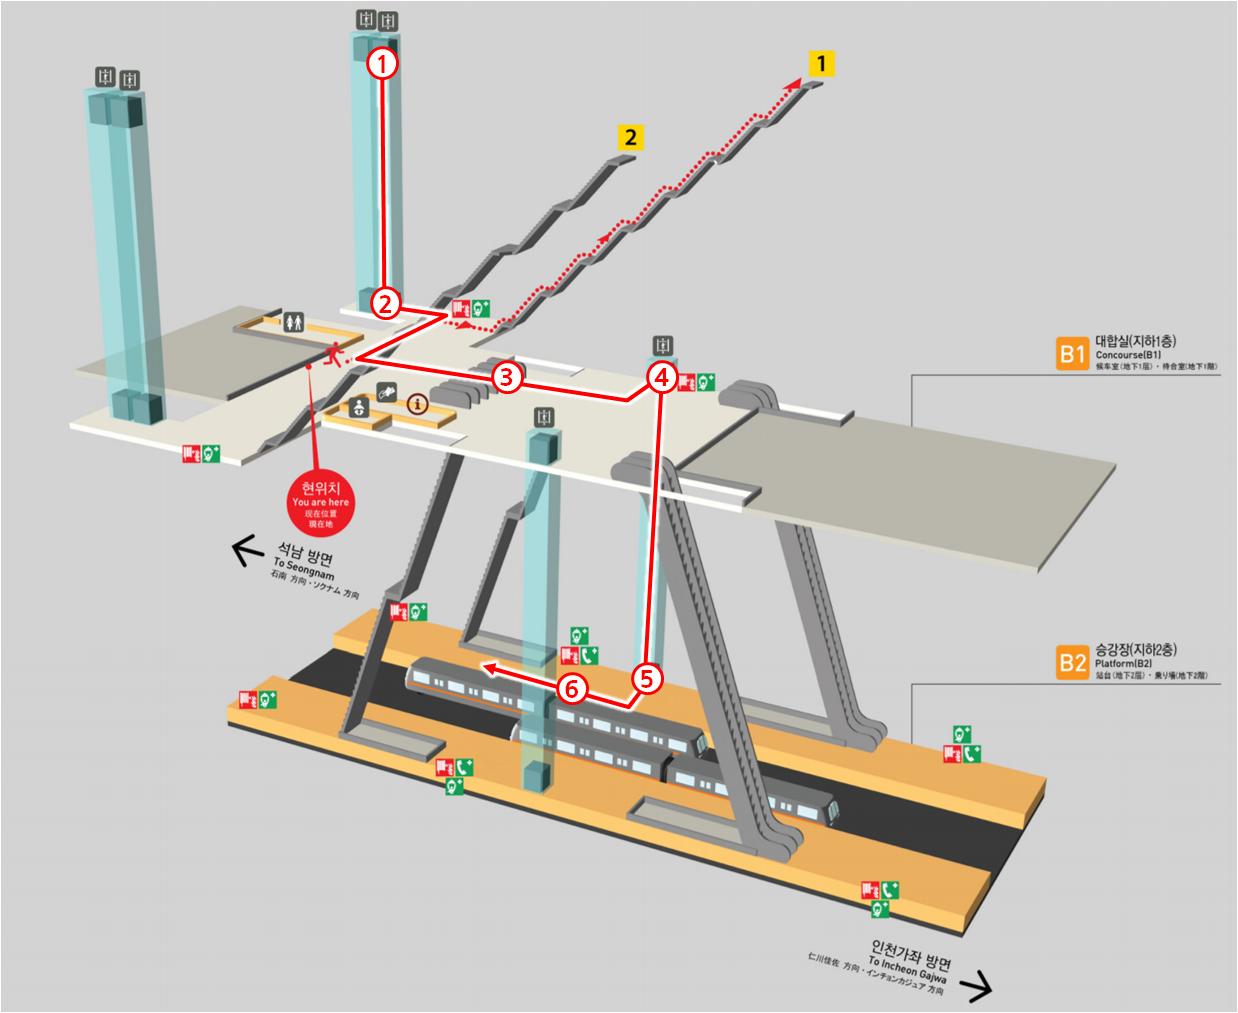 1
1
2
2
3
4
B1
대합실(지하1층)
Concourse(B1)
候车室(地下1层)・待合室(地下1階)
i
현위치
You are here
现在位置
現在地
석남 방면
To Seongnam
石南 方向・ソクナム 方向
5
6
B2
승강장(지하2층)
Platform(B2)
站台(地下2层)・乗り場(地下2階)
인천가좌 방면
To Incheon Gajwa
仁川佳佐 方向・インチョンカジュア 方向